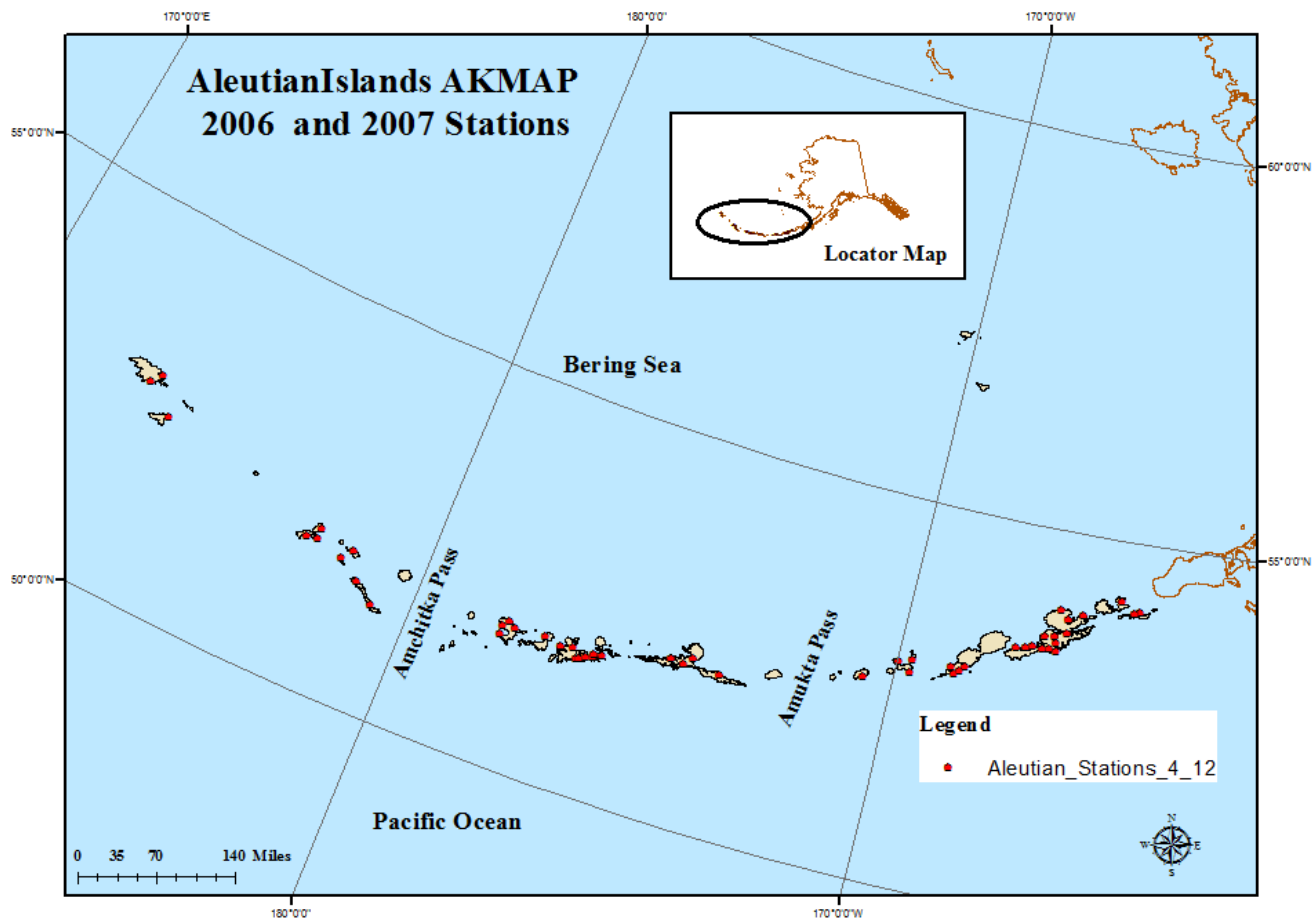 170°0'0"E
180°0'0"
170°0'0"W
AleutianIslands AKMAP
2006 and 2007 Stations
55°0'0"N
60°0'0"N
Locator Map
Bering Sea
50°0'0"N
55°0'0"N
Amchitka Pass
Amukta Pass
Legend
Aleutian_Stations_4_12
Pacific Ocean
0 35 70 140 Miles
N
W E
S
180°0'0"
170°0'0"W